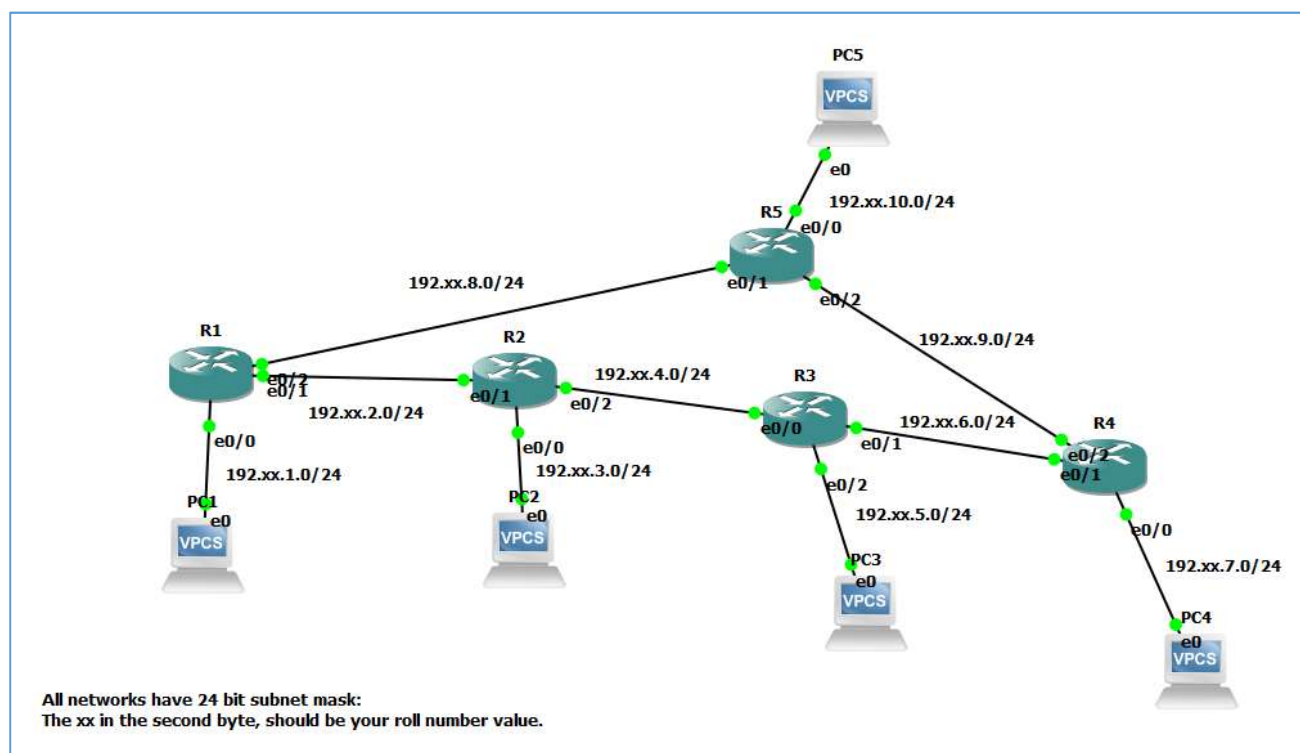 PC5
VPCS
e0
192.xx.10.0/24
R5
e0/0
192.xx.8.0/24
e0/1
e0/2
R1
192.xx.9.0/24
R2
e0/2
e0/1
192.xx.4.0/24
R3
e0/1
e0/2
192.xx.2.0/24
e0/0
192.xx.6.0/24
R4
e0/1
e0/2
e0/1
e0/0
e0/0
192.xx.1.0/24
192.xx.3.0/24
e0/2
e0/0
PC1
e0
VPCS
PC2
e0
VPCS
192.xx.5.0/24
PC3
e0
VPCS
192.xx.7.0/24
PC4
e0
VPCS
All networks have 24 bit subnet mask:
The xx in the second byte, should be your roll number value.